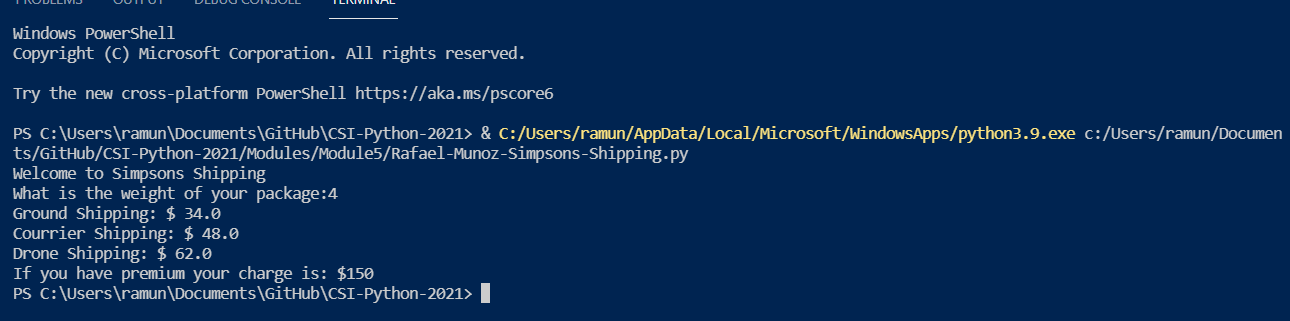 PROBLEMS OUTPUT DEBUG CONSOLE TERMINAL
Windows PowerShell
Copyright (C) Microsoft Corporation. All rights reserved.
Try the new cross-platform PowerShell https://aka.ms/pscore6
PS C:\Users\ramun\Documents\GitHub\CSI-Python-2021> & C:/Users/ramun/AppData/Local/Microsoft/WindowsApps/python3.9.exe c:/Users/ramun/Documen
ts/GitHub/CSI-Python-2021/Modules/Module5/Rafael-Munoz-Simpsons-Shipping.py
Welcome to Simpsons Shipping
What is the weight of your package:4
Ground Shipping: $ 34.0
Courrier Shipping: $ 48.0
Drone Shipping: $ 62.0
If you have premium your charge is: $150
PS C:\Users\ramun\Documents\GitHub\CSI-Python-2021>